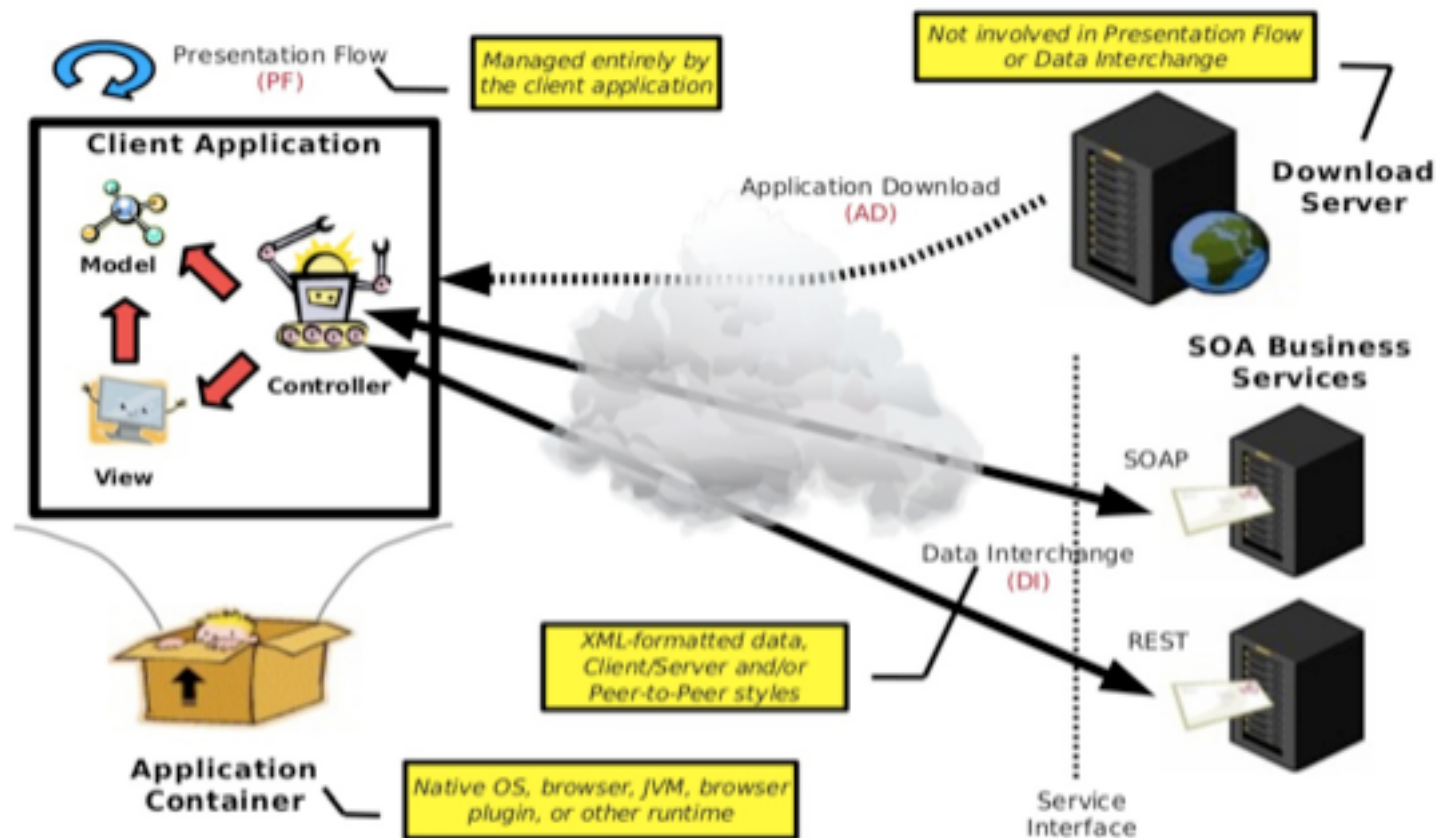 Presentation Flow
(PF)
Managed entirely by
the client application
Not involved in Presentation Flow
or Data Interchange
Client Application
Model
Controller
View
Application Download
(AD)
Download
Server
SOA Business
Services
SOAP
Data Interchange
(DI)
REST
XML-formatted data,
Client/Server and/or
Peer-to-Peer styles
Application
Container
Native OS, browser, JVM, browser
plugin, or other runtime
Service
Interface